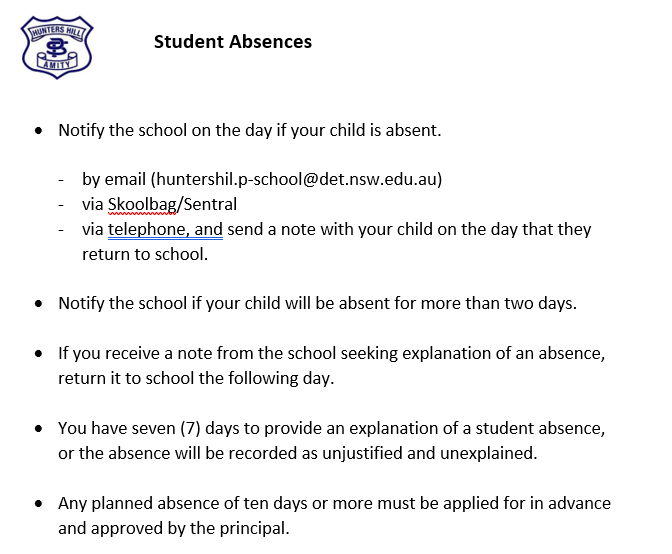 HUNTERS HILL
PS
AMITY
Student Absences
• Notify the school on the day if your child is absent.
- by email (huntershil.p-school@det.nsw.edu.au)
- via Skoolbag/Sentral
- via telephone, and send a note with your child on the day that they
return to school.
• Notify the school if your child will be absent for more than two days.
• If you receive a note from the school seeking explanation of an absence,
return it to school the following day.
• You have seven (7) days to provide an explanation of a student absence,
or the absence will be recorded as unjustified and unexplained.
• Any planned absence of ten days or more must be applied for in advance
and approved by the principal.